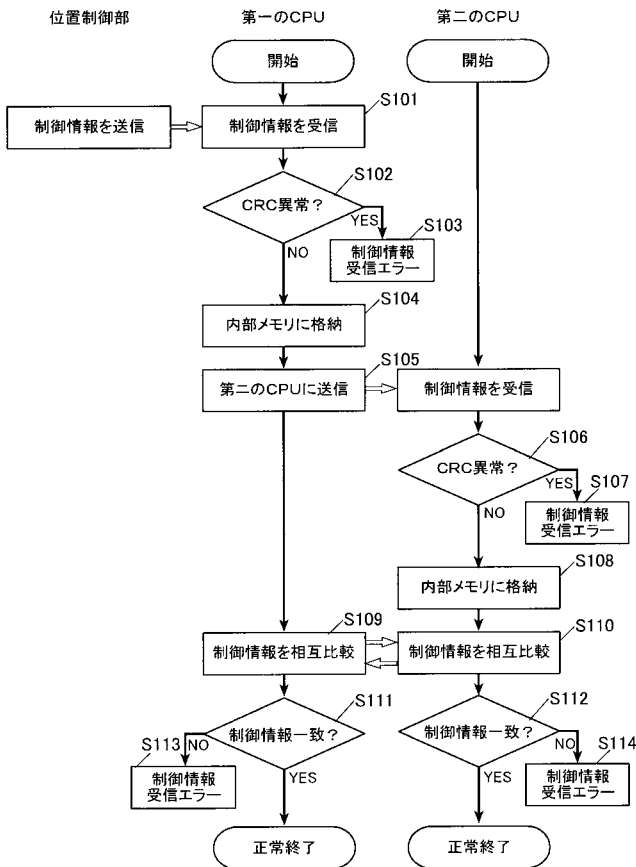 位置制御部
第一のCPU
第二のCPU
開始
開始
制御情報を送信
制御情報を受信
S101
CRC異常?
S102
YES
NO
制御情報
受信エラー
S103
内部メモリに格納
S104
第二のCPUに送信
S105
制御情報を受信
CRC異常?
S106
YES
NO
制御情報
受信エラー
S107
内部メモリに格納
S108
制御情報を相互比較
S109
制御情報を相互比較
S110
制御情報一致?
S111
NO
YES
制御情報
受信エラー
S113
制御情報一致?
S112
NO
YES
制御情報
受信エラー
S114
正常終了
正常終了